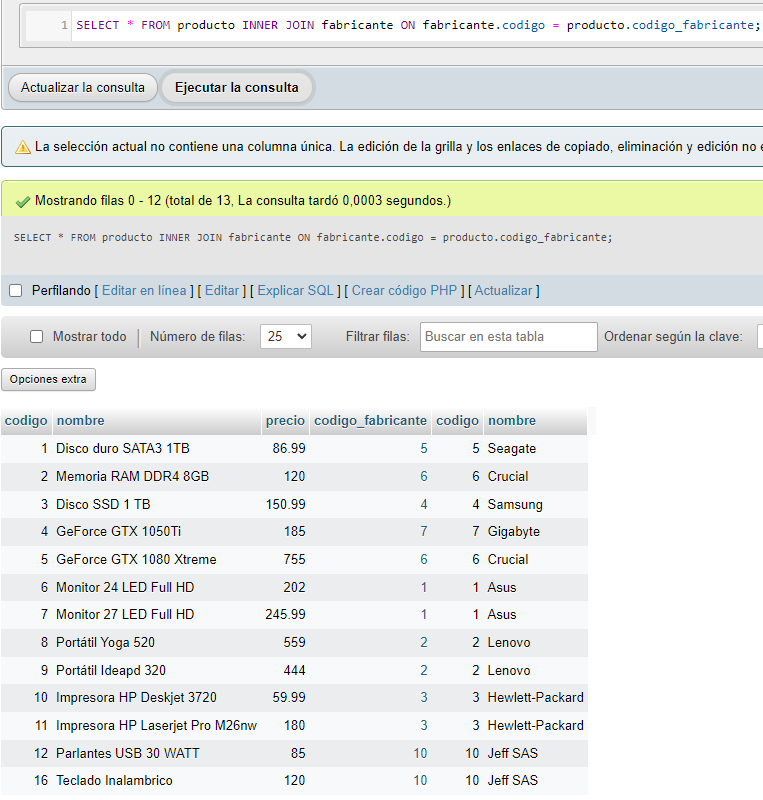 1 SELECT * FROM producto INNER JOIN fabricante ON fabricante.codigo = producto.codigo_fabricante;
Actualizar la consulta Ejecutar la consulta
La selección actual no contiene una columna única. La edición de la grilla y los enlaces de copiado, eliminación y edición no
Mostrando filas 0 - 12 (total de 13, La consulta tardó 0,0003 segundos.)
SELECT * FROM producto INNER JOIN fabricante ON fabricante.codigo = producto.codigo_fabricante;
Perfilando [ Editar en línea ] [ Editar ] [ Explicar SQL ] [ Crear código PHP ] [ Actualizar ]
Mostrar todo | Número de filas: 25 Filtrar filas: Buscar en esta tabla Ordenar según la clave:
Opciones extra
codigo nombre precio codigo_fabricante codigo nombre
1 Disco duro SATA3 1TB 86.99 5 5 Seagate
2 Memoria RAM DDR4 8GB 120 6 6 Crucial
3 Disco SSD 1 TB 150.99 4 4 Samsung
4 GeForce GTX 1050Ti 185 7 7 Gigabyte
5 GeForce GTX 1080 Xtreme 755 6 6 Crucial
6 Monitor 24 LED Full HD 202 1 1 Asus
7 Monitor 27 LED Full HD 245.99 1 1 Asus
8 Portátil Yoga 520 559 2 2 Lenovo
9 Portátil Ideapd 320 444 2 2 Lenovo
10 Impresora HP Deskjet 3720 59.99 3 3 Hewlett-Packard
11 Impresora HP Laserjet Pro M26nw 180 3 3 Hewlett-Packard
12 Parlantes USB 30 WATT 85 10 10 Jeff SAS
16 Teclado Inalambrico 120 10 10 Jeff SAS